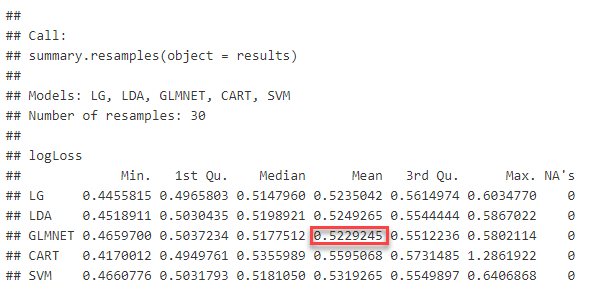 ##
## Call:
## summary.resamples(object = results)
##
## Models: LG, LDA, GLMNET, CART, SVM
## Number of resamples: 30
##
## logLoss
##             Min.   1st Qu.    Median      Mean   3rd Qu.      Max. NA's
## LG     0.4455815 0.4965803 0.5147960 0.5235042 0.5614974 0.6034770    0
## LDA    0.4518911 0.5030435 0.5198921 0.5249265 0.5544444 0.5867022    0
## GLMNET 0.4659700 0.5037234 0.5177512 0.5229245 0.5512236 0.5802114    0
## CART   0.4170012 0.4949761 0.5355989 0.5595068 0.5731485 1.2861922    0
## SVM    0.4660776 0.5031793 0.5181050 0.5319265 0.5549897 0.6406868    0